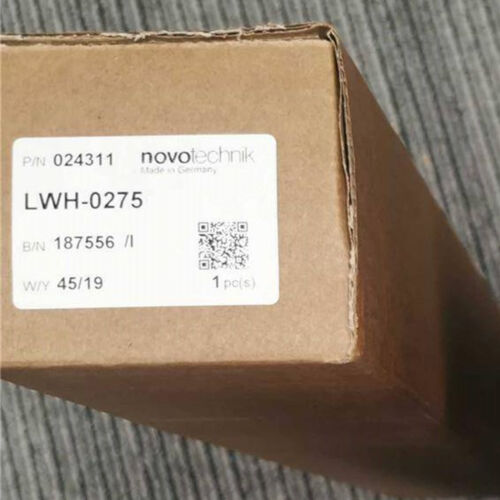 P/N 024311 novotechnik
Made in Germany
LWH-0275
B/N 187556 /I
W/Y 45/19 1 pc(s)